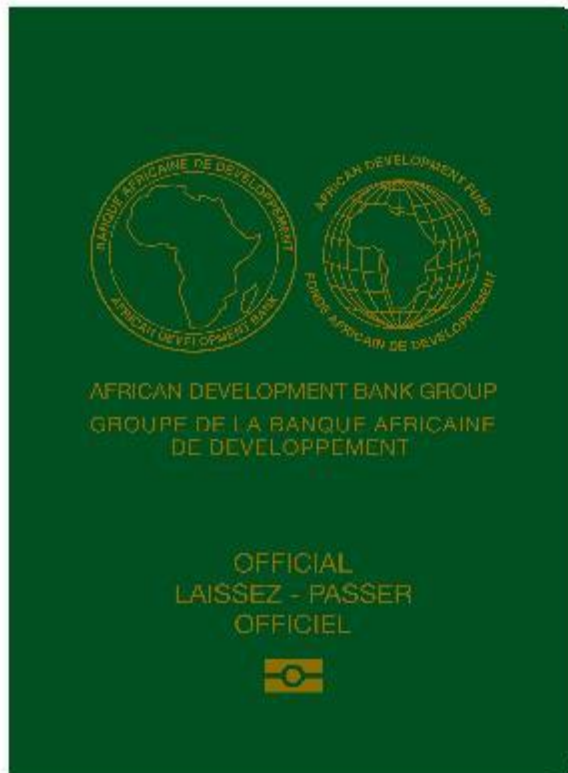 BANQUE AFRICAINE DE DEVELOPPEMENT
AFRICAN DEVELOPMENT BANK
AFRICAN DEVELOPMENT FUND
FONDS AFRICAIN DE DEVELOPPEMENT
AFRICAN DEVELOPMENT BANK GROUP
GROUPE DE LA BANQUE AFRICAINE
DE DEVELOPPEMENT
OFFICIAL
LAISSEZ - PASSER
OFFICIEL